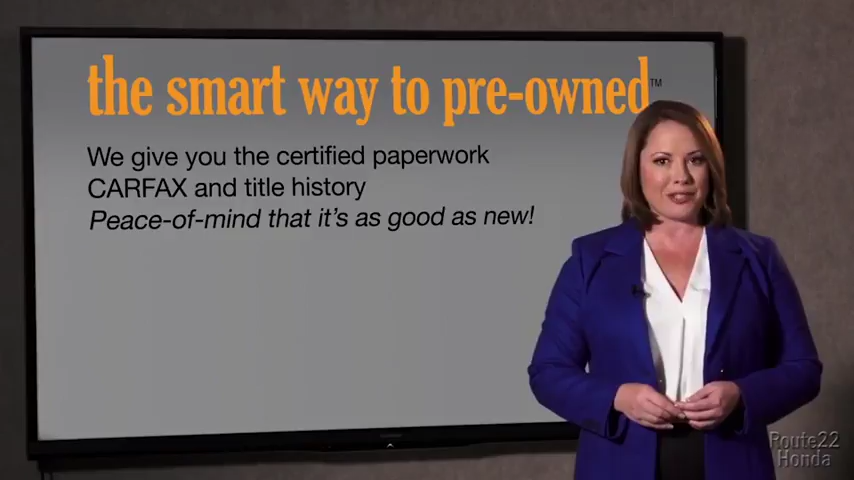 the smart way to pre-owned™
We give you the certified paperwork
CARFAX and title history
Peace-of-mind that it's as good as new!
Route22
Honda